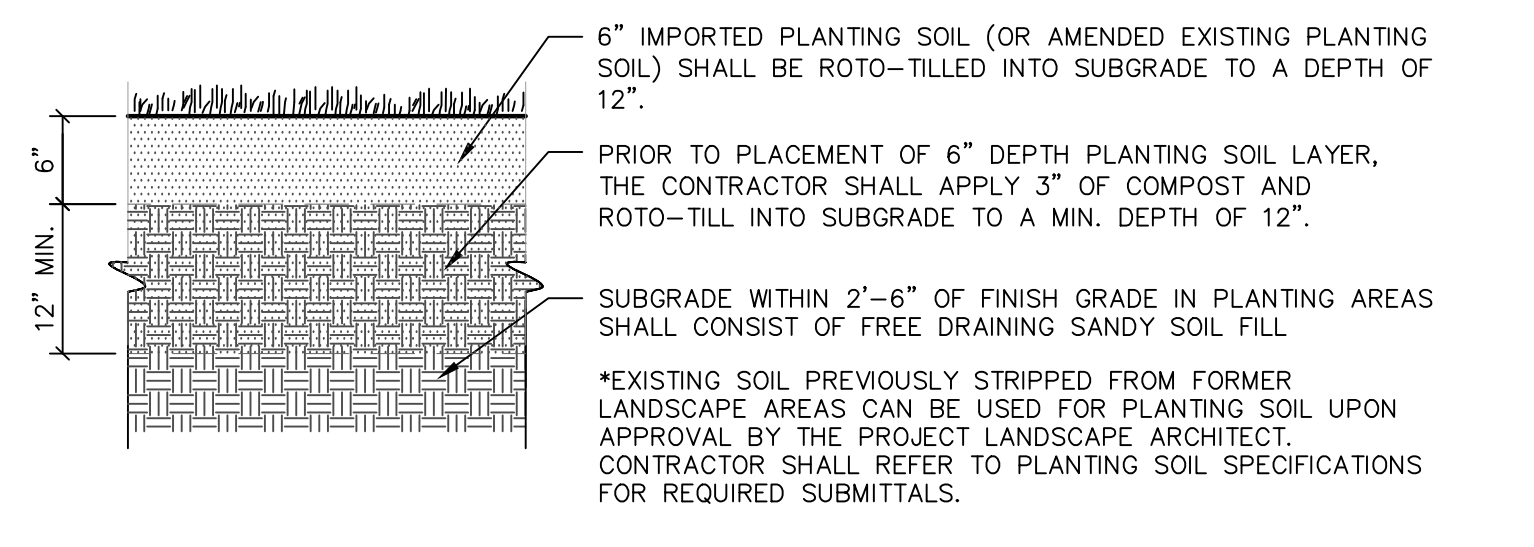 6” IMPORTED PLANTING SOIL (OR AMENDED EXISTING PLANTING
SOIL) SHALL BE ROTO–TILLED INTO SUBGRADE TO A DEPTH OF
12”.
6”
PRIOR TO PLACEMENT OF 6” DEPTH PLANTING SOIL LAYER,
THE CONTRACTOR SHALL APPLY 3” OF COMPOST AND
ROTO–TILL INTO SUBGRADE TO A MIN. DEPTH OF 12”.
12” MIN.
SUBGRADE WITHIN 2’–6” OF FINISH GRADE IN PLANTING AREAS
SHALL CONSIST OF FREE DRAINING SANDY SOIL FILL
*EXISTING SOIL PREVIOUSLY STRIPPED FROM FORMER
LANDSCAPE AREAS CAN BE USED FOR PLANTING SOIL UPON
APPROVAL BY THE PROJECT LANDSCAPE ARCHITECT.
CONTRACTOR SHALL REFER TO PLANTING SOIL SPECIFICATIONS
FOR REQUIRED SUBMITTALS.